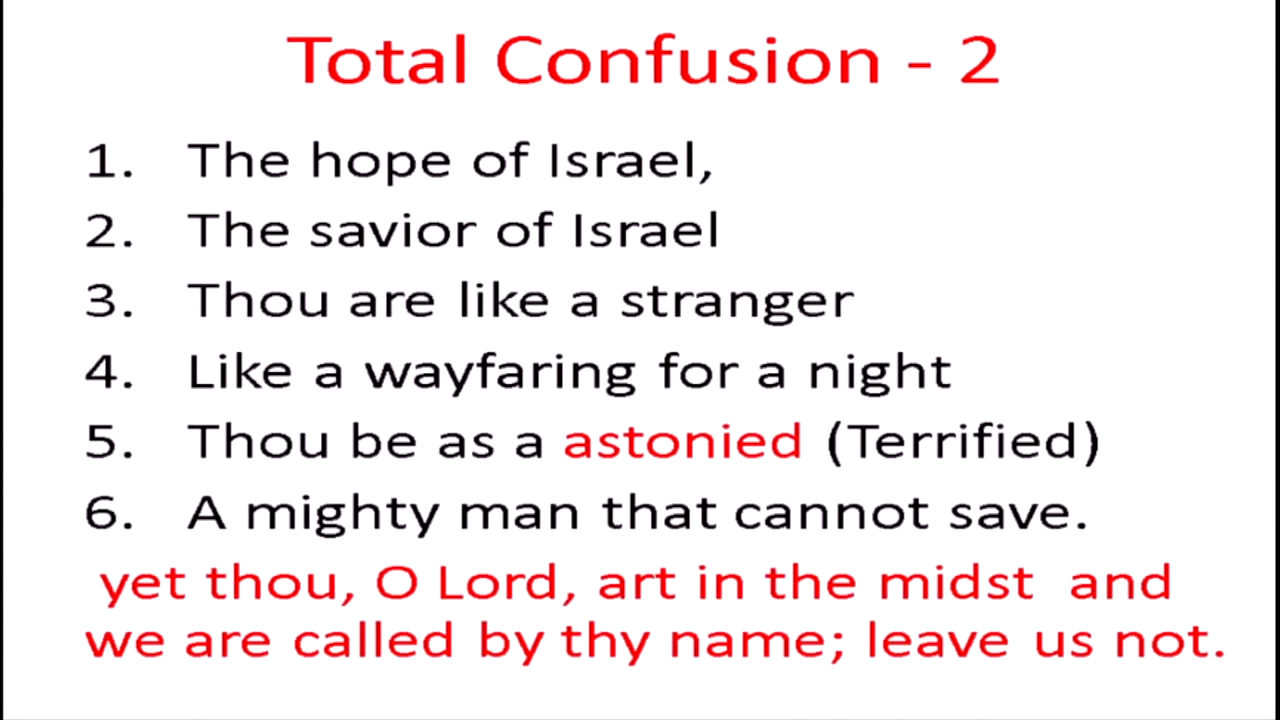 Total Confusion - 2
1. The hope of Israel,
2. The savior of Israel
3. Thou are like a stranger
4. Like a wayfaring for a night
5. Thou be as a astonied (Terrified)
6. A mighty man that cannot save.
yet thou, O Lord, art in the midst and
we are called by thy name; leave us not.